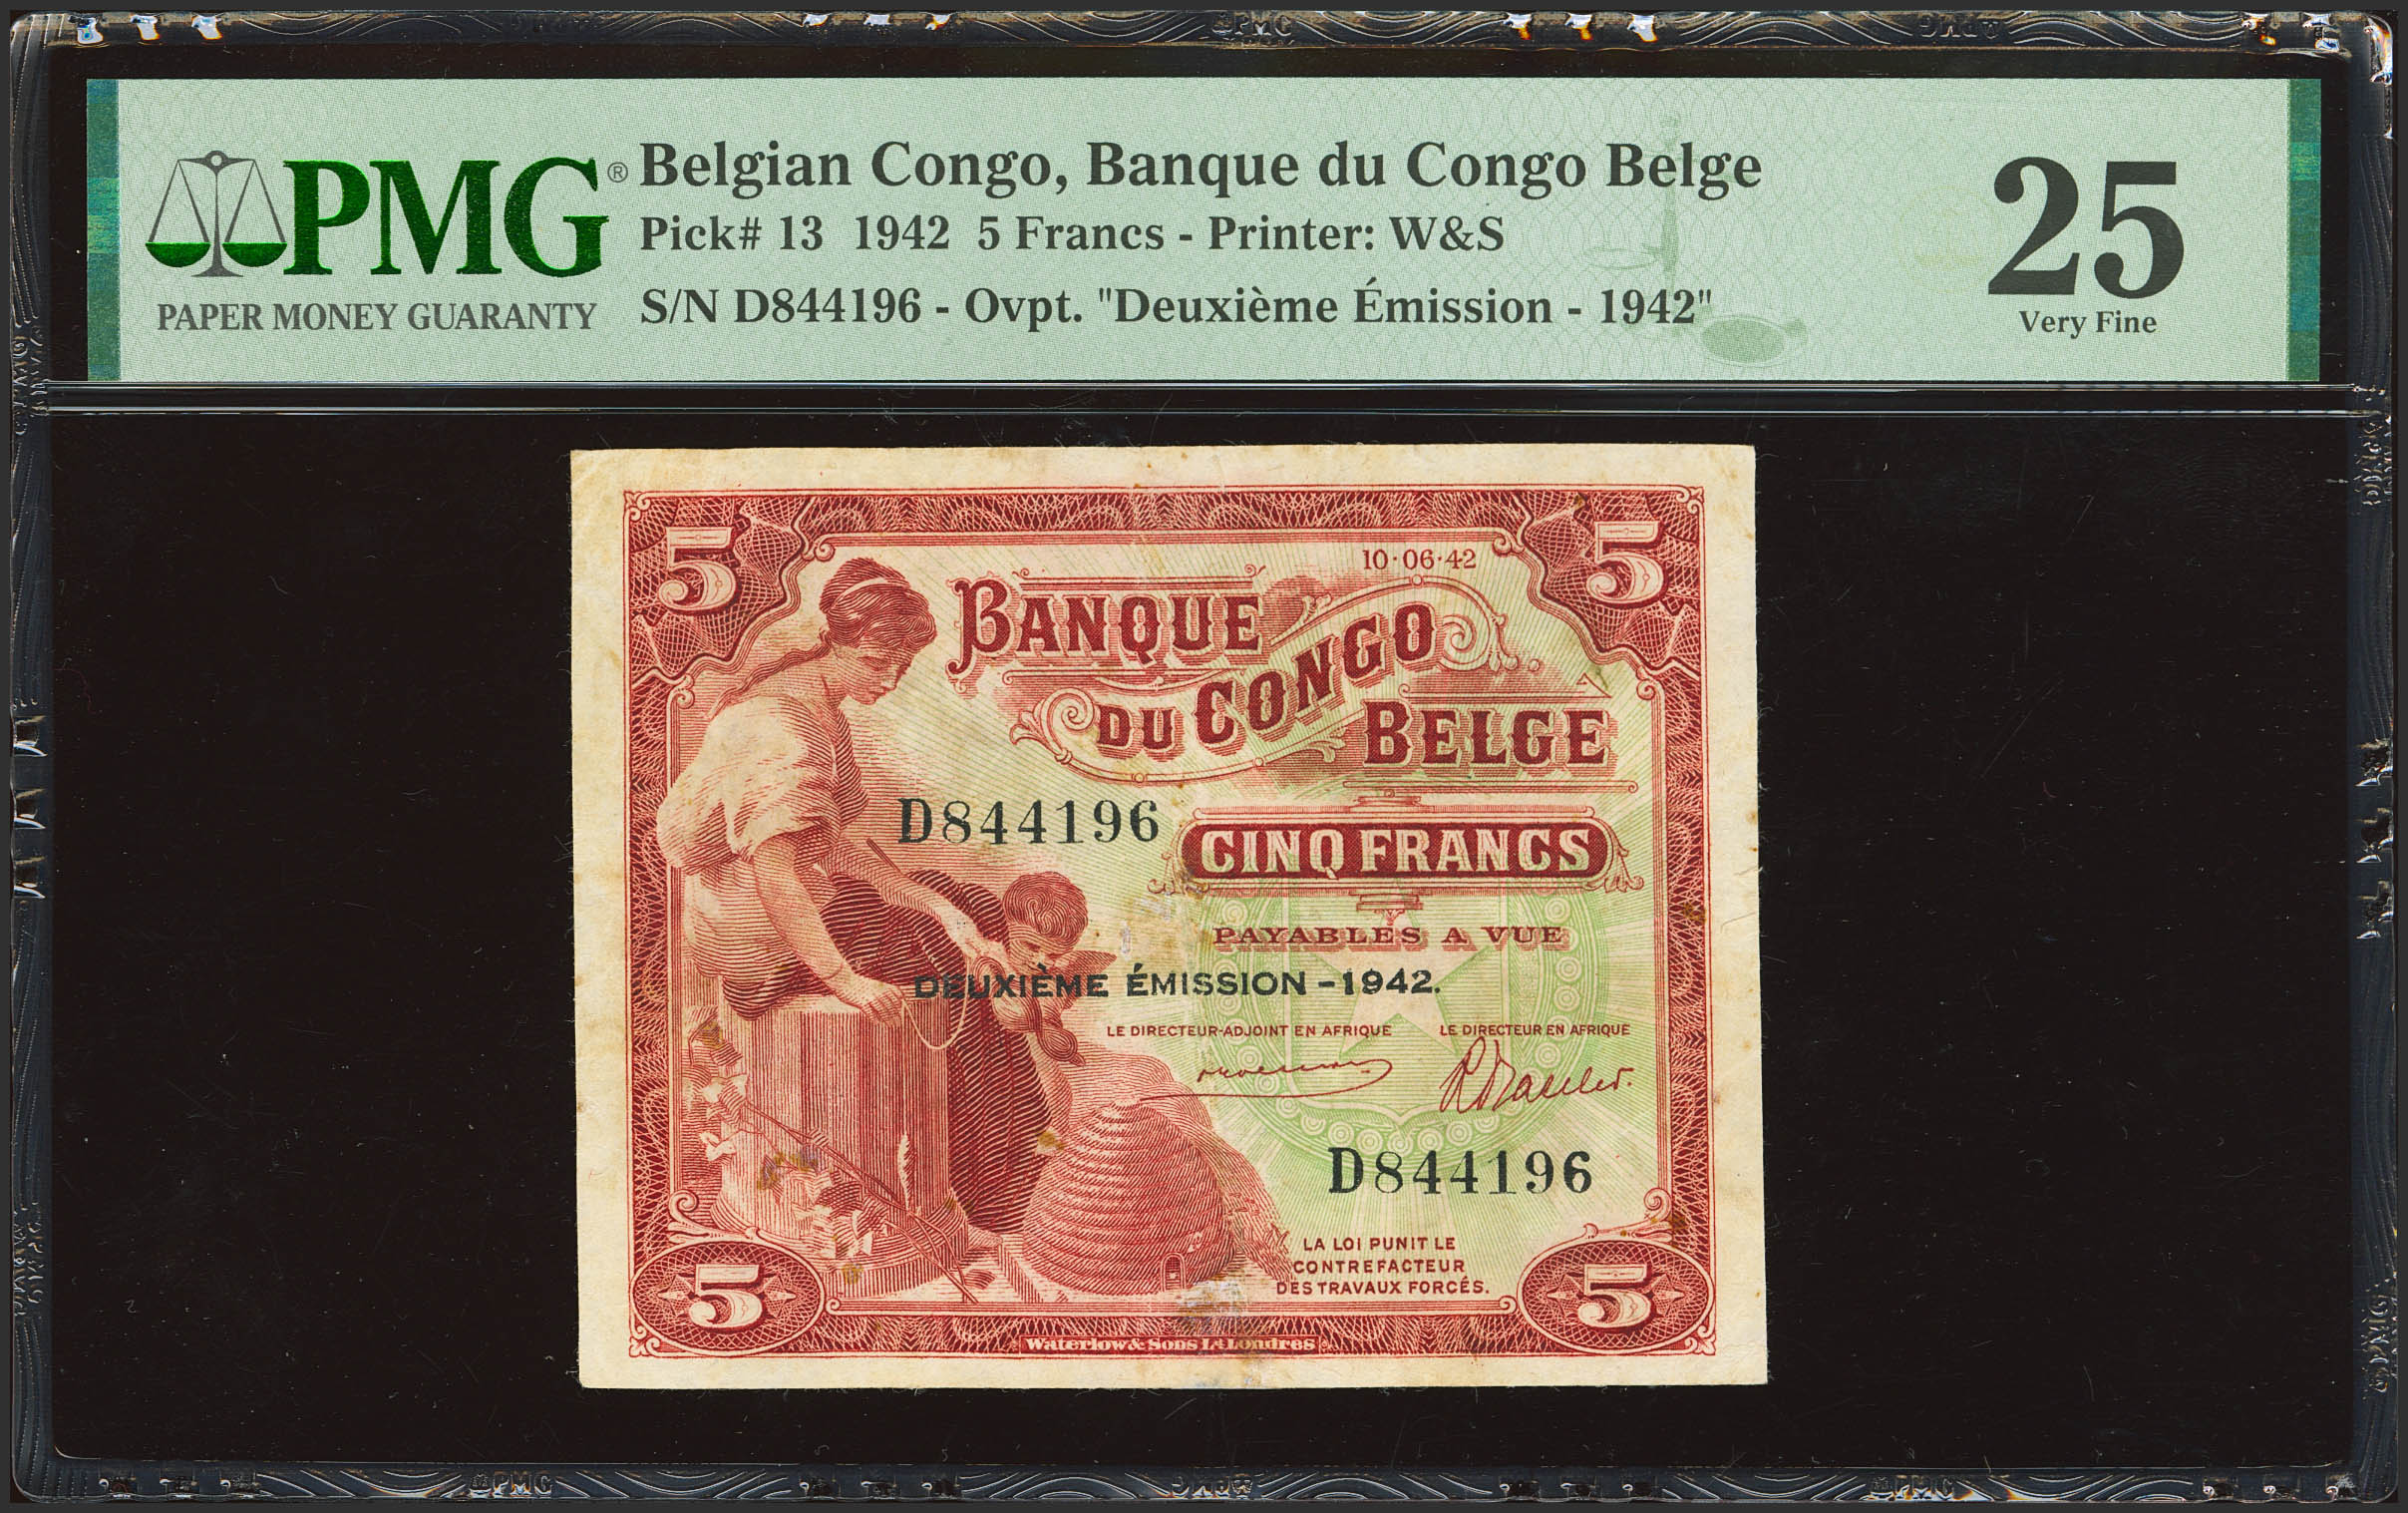 PMG®
PAPER MONEY GUARANTY
Belgian Congo, Banque du Congo Belge
Pick# 13 1942 5 Francs - Printer: W&S
S/N D844196 - Ovpt. "Deuxième Émission - 1942"
25
Very Fine
5
5
10·06·42
BANQUE
DU CONGO
BELGE
D844196
CINQ FRANCS
PAYABLES A VUE
DEUXIÈME ÉMISSION - 1942.
LE DIRECTEUR-ADJOINT EN AFRIQUE
LE DIRECTEUR EN AFRIQUE
D844196
LA LOI PUNIT LE
CONTREFACTEUR
DES TRAVAUX FORCÉS.
5
5
Waterlow & Sons Ld Londres